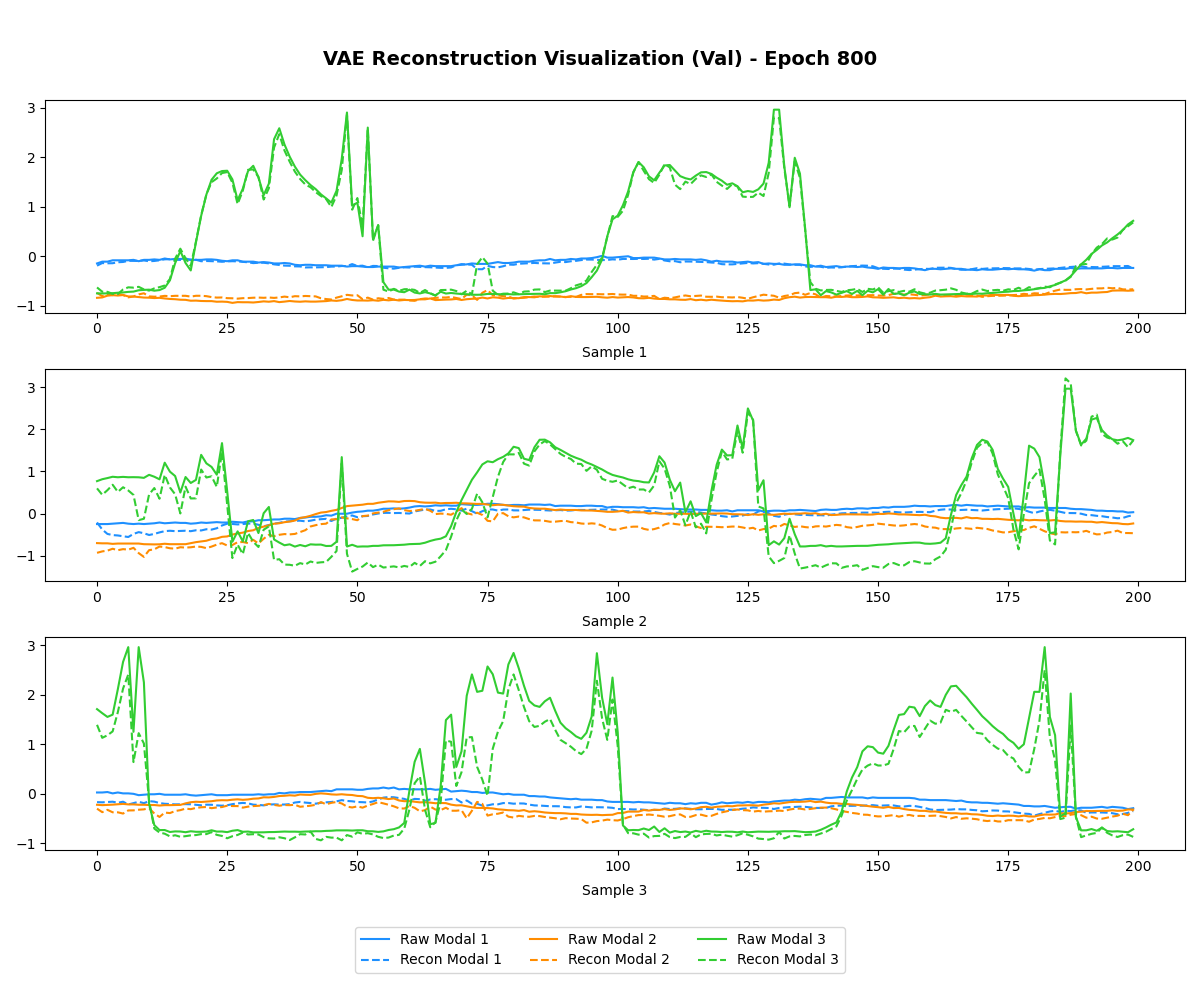 VAE Reconstruction Visualization (Val) - Epoch 800
3
2
1
0
−1
0 25 50 75 100 125 150 175 200
Sample 1
3
2
1
0
−1
0 25 50 75 100 125 150 175 200
Sample 2
3
2
1
0
−1
0 25 50 75 100 125 150 175 200
Sample 3
Raw Modal 1 Raw Modal 2 Raw Modal 3
Recon Modal 1 Recon Modal 2 Recon Modal 3